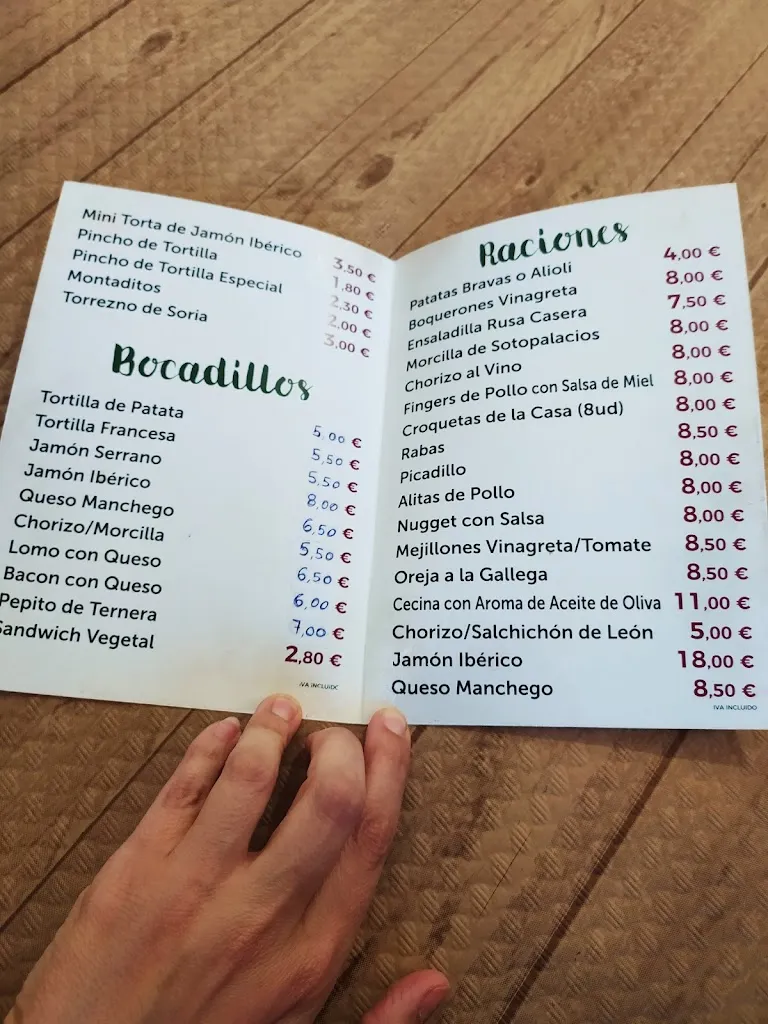 Mini Torta de Jamón Ibérico 3,50 €
Pincho de Tortilla 1,80 €
Pincho de Tortilla Especial 2,30 €
Montaditos 2,00 €
Torrezno de Soria 3,00 €
Bocadillos
Tortilla de Patata 5,00 €
Tortilla Francesa 5,50 €
Jamón Serrano 5,50 €
Jamón Ibérico 8,00 €
Queso Manchego 6,50 €
Chorizo/Morcilla 5,50 €
Lomo con Queso 6,50 €
Bacon con Queso 6,00 €
Pepito de Ternera 7,00 €
Sandwich Vegetal 2,80 €
IVA INCLUIDO
Raciones
Patatas Bravas o Alioli 4,00 €
Boquerones Vinagreta 8,00 €
Ensaladilla Rusa Casera 7,50 €
Morcilla de Sotopalacios 8,00 €
Chorizo al Vino 8,00 €
Fingers de Pollo con Salsa de Miel 8,00 €
Croquetas de la Casa (8ud) 8,00 €
Rabas 8,50 €
Picadillo 8,00 €
Alitas de Pollo 8,00 €
Nugget con Salsa 8,00 €
Mejillones Vinagreta/Tomate 8,50 €
Oreja a la Gallega 8,50 €
Cecina con Aroma de Aceite de Oliva 11,00 €
Chorizo/Salchichón de León 5,00 €
Jamón Ibérico 18,00 €
Queso Manchego 8,50 €
IVA INCLUIDO